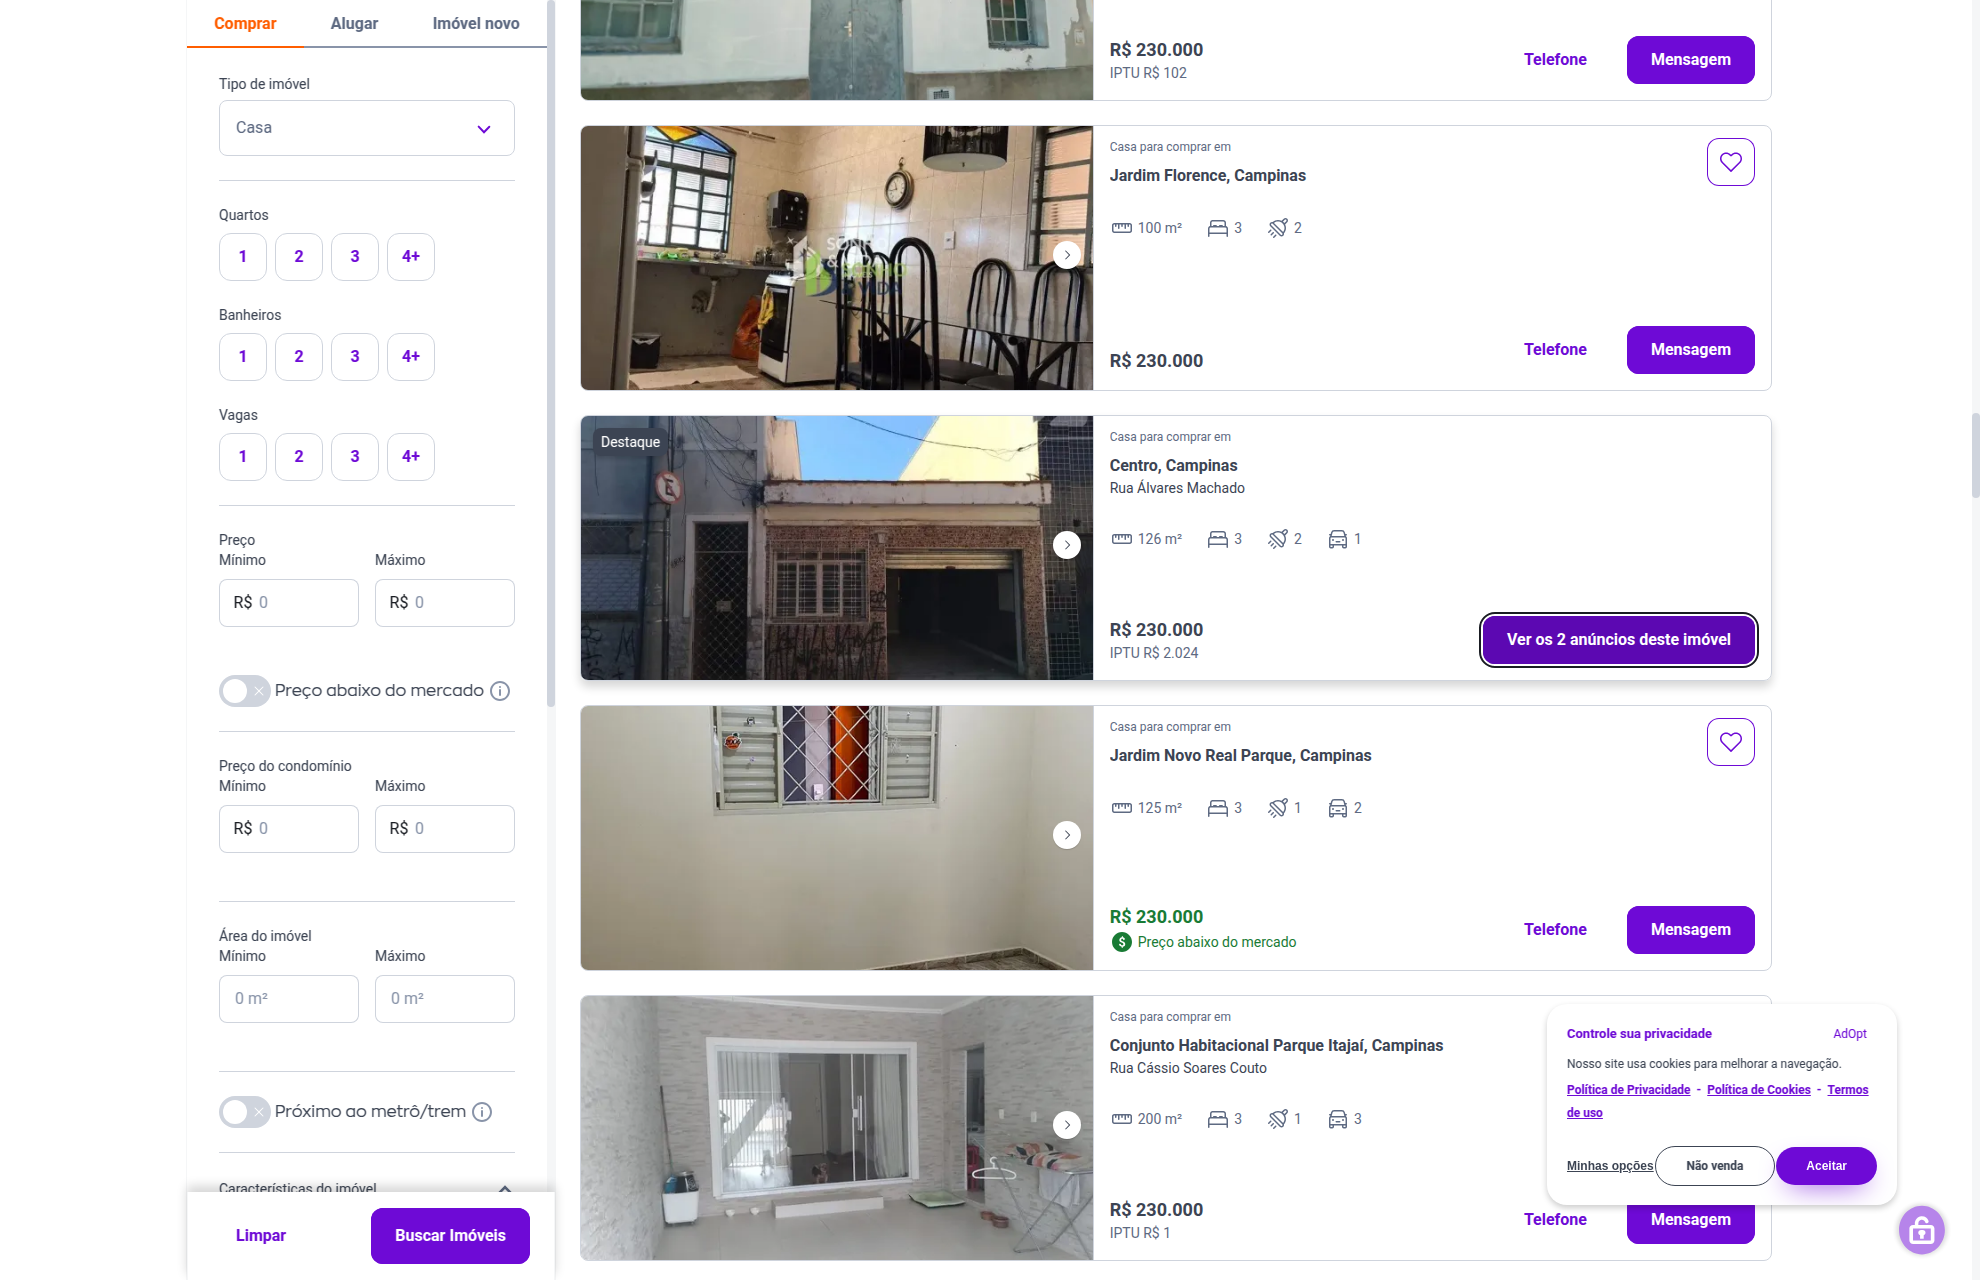 Comprar
Alugar
Imóvel novo
Tipo de imóvel
Casa
Quartos
1
2
3
4+
Banheiros
1
2
3
4+
Vagas
1
2
3
4+
Preço
Mínimo
Máximo
R$ 0
R$ 0
Preço abaixo do mercado
Preço do condomínio
Mínimo
Máximo
R$ 0
R$ 0
Área do imóvel
Mínimo
Máximo
0 m²
0 m²
Próximo ao metrô/trem
Características do imóvel
Limpar
Buscar Imóveis
R$ 230.000
IPTU R$ 102
Telefone
Mensagem
Casa para comprar em
Jardim Florence, Campinas
100 m²
3
2
R$ 230.000
Telefone
Mensagem
Destaque
Casa para comprar em
Centro, Campinas
Rua Álvares Machado
126 m²
3
2
1
R$ 230.000
IPTU R$ 2.024
Ver os 2 anúncios deste imóvel
Casa para comprar em
Jardim Novo Real Parque, Campinas
125 m²
3
1
2
R$ 230.000
Preço abaixo do mercado
Telefone
Mensagem
Casa para comprar em
Conjunto Habitacional Parque Itajaí, Campinas
Rua Cássio Soares Couto
200 m²
3
1
3
R$ 230.000
IPTU R$ 1
Telefone
Mensagem
Controle sua privacidade
AdOpt
Nosso site usa cookies para melhorar a navegação.
Política de Privacidade - Política de Cookies - Termos
de uso
Minhas opções
Não venda
Aceitar